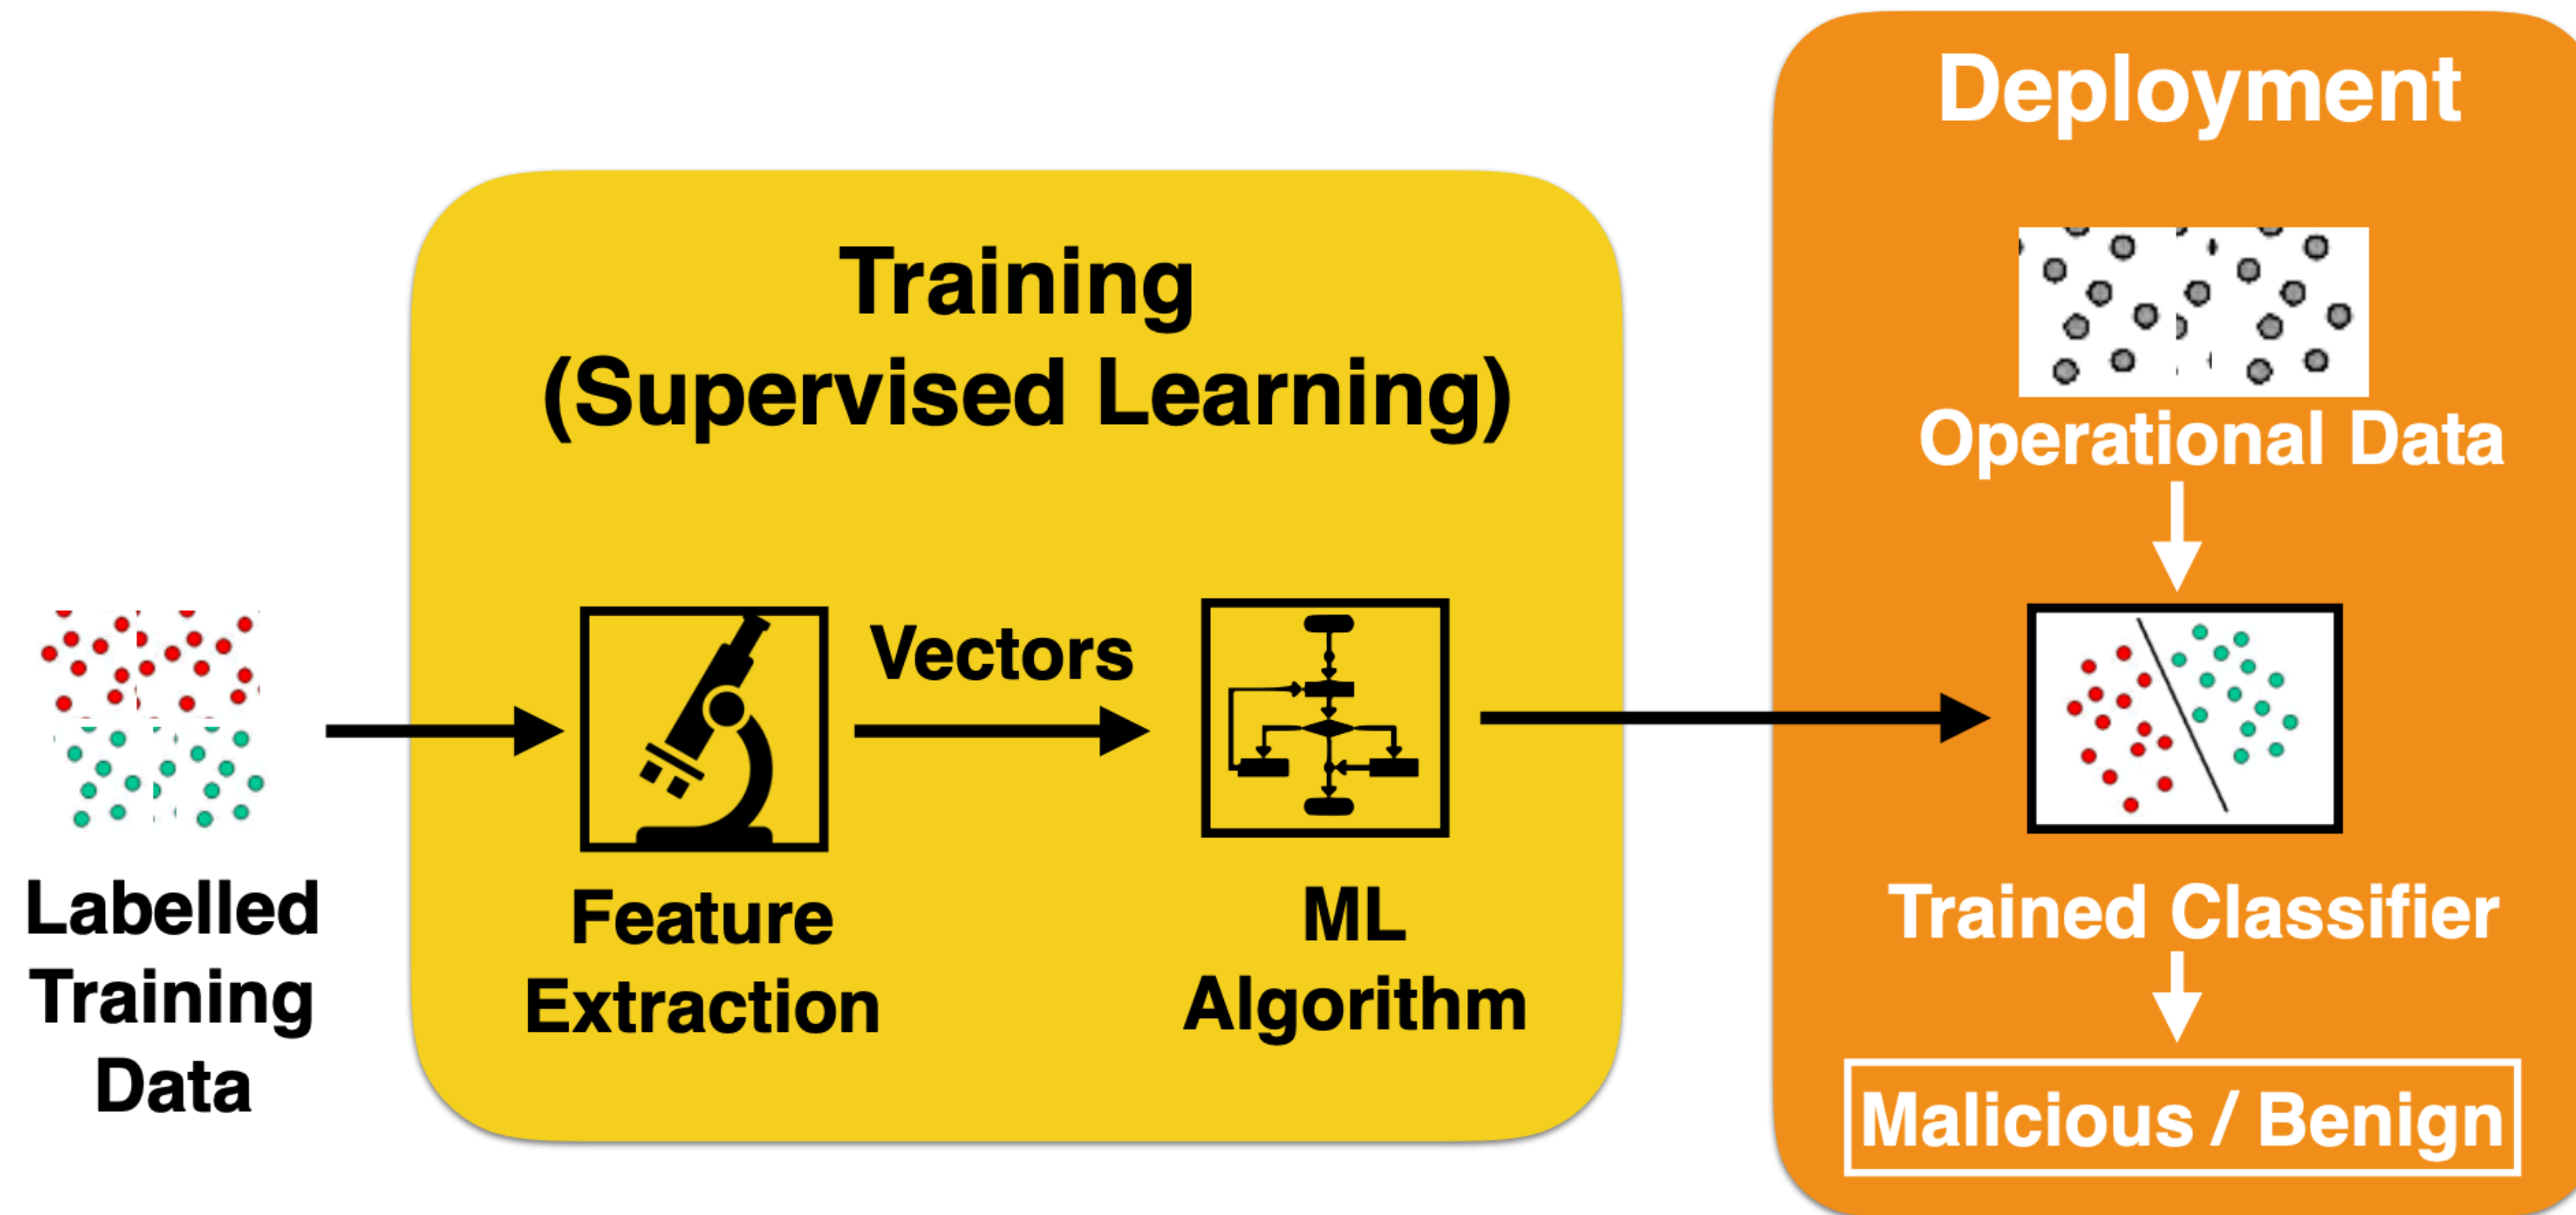 Labelled
Training
Data
Training
(Supervised Learning)
Feature
Extraction
Vectors
ML
Algorithm
Deployment
Operational Data
Trained Classifier
Malicious / Benign